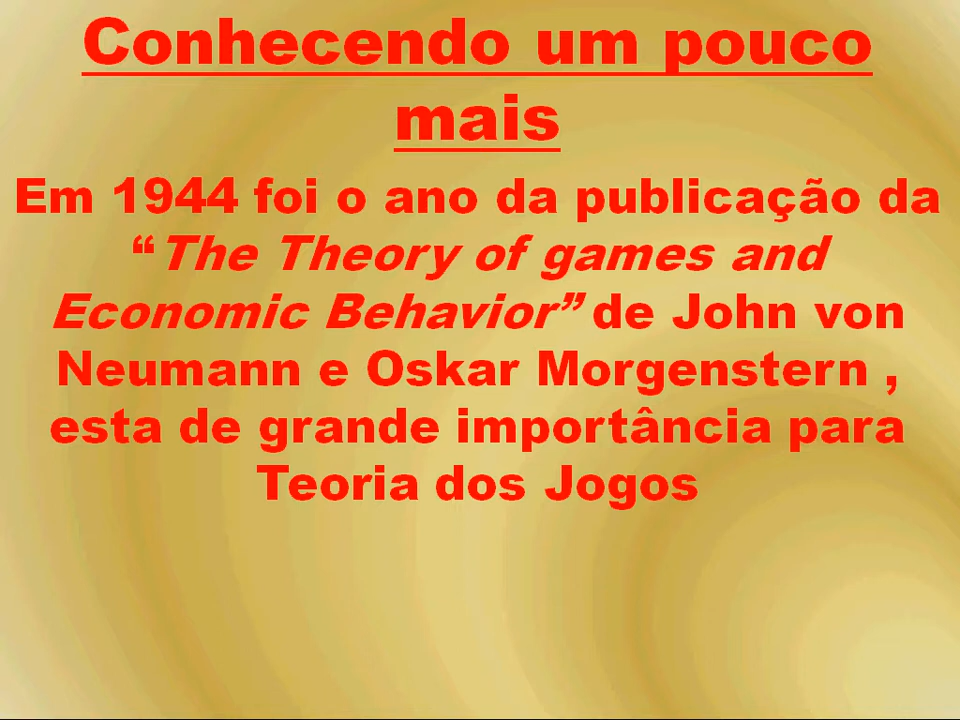 Conhecendo um pouco
mais
Em 1944 foi o ano da publicação da
“The Theory of games and
Economic Behavior” de John von
Neumann e Oskar Morgenstern ,
esta de grande importância para
Teoria dos Jogos